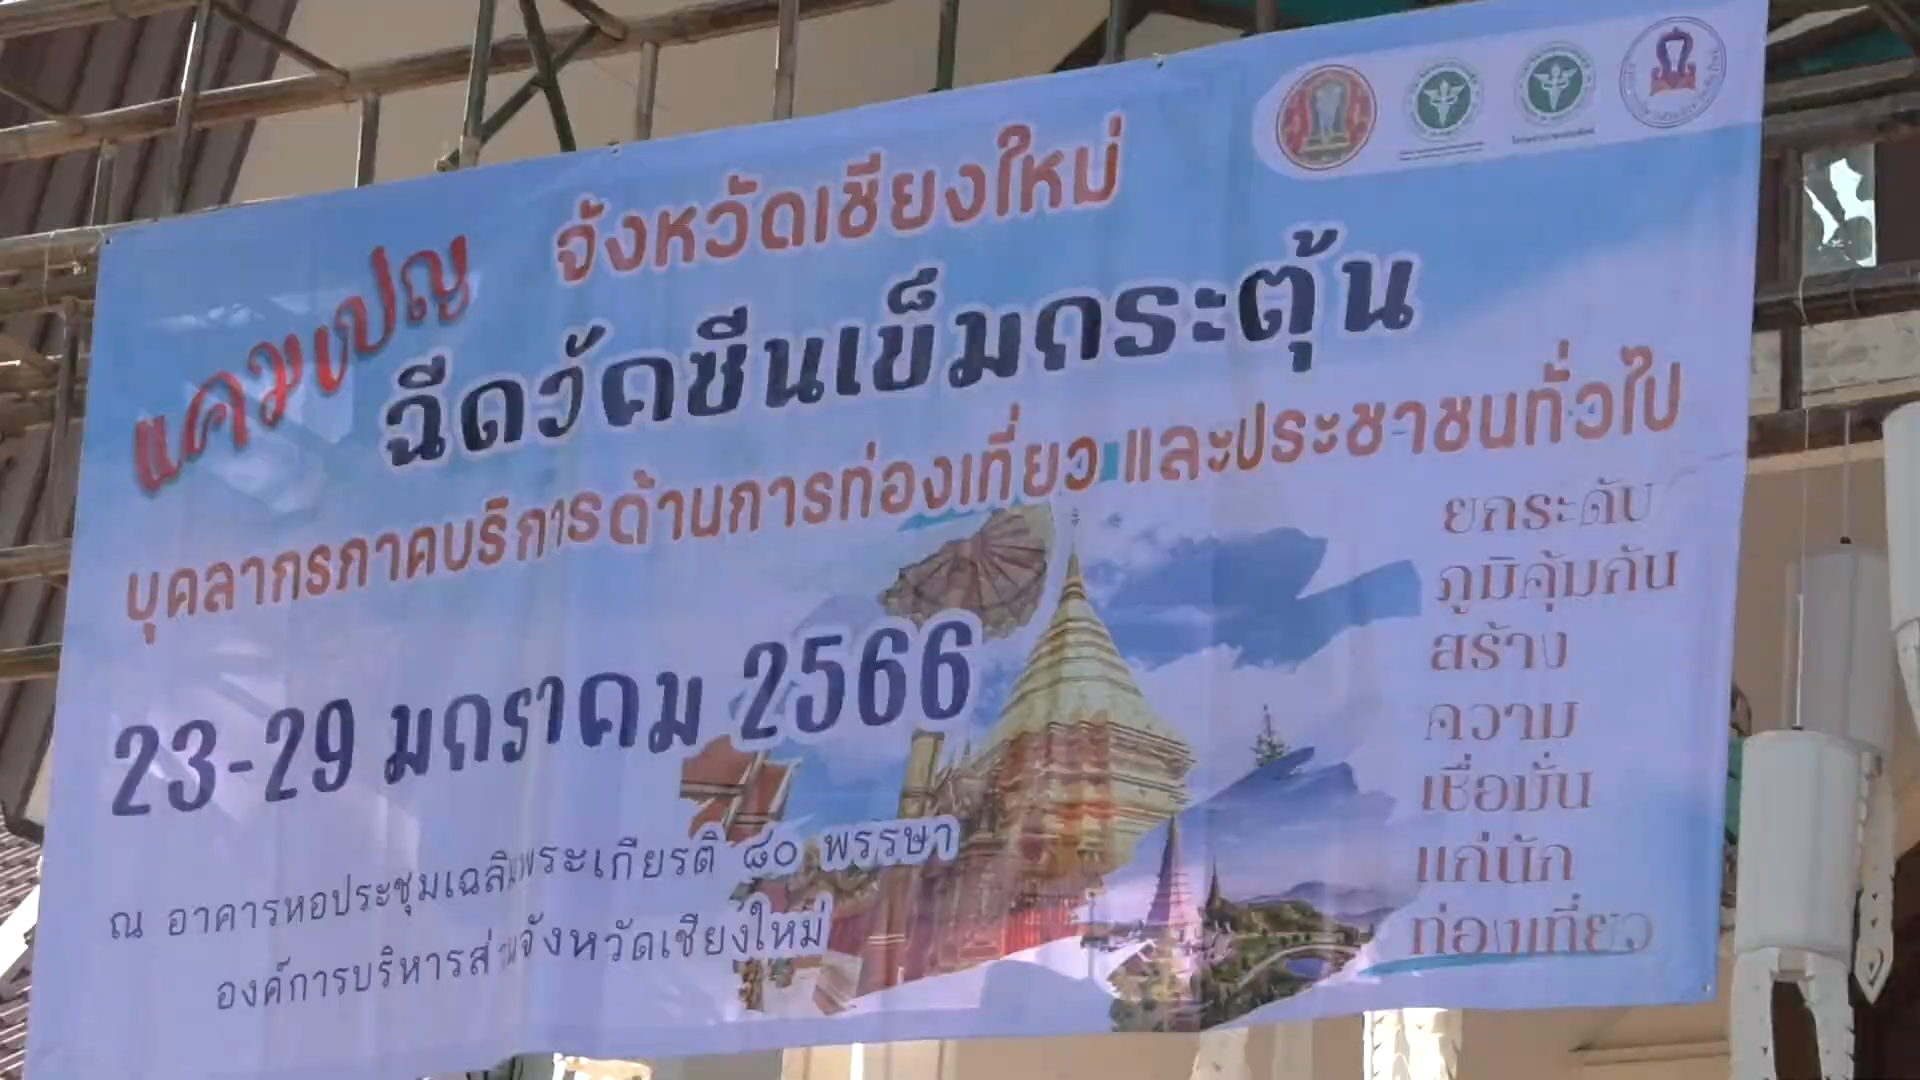 แคมเปญ จังหวัดเชียงใหม่
ฉีดวัคซีนเข็มกระตุ้น
บุคลากรภาคบริการด้านการท่องเที่ยว และประชาชนทั่วไป
23-29 มกราคม 2566
ณ อาคารหอประชุมเฉลิมพระเกียรติ ๘๐ พรรษา
องค์การบริหารส่วนจังหวัดเชียงใหม่
ยกระดับ
ภูมิคุ้มกัน
สร้าง
ความ
เชื่อมั่น
แก่นัก
ท่องเที่ยว